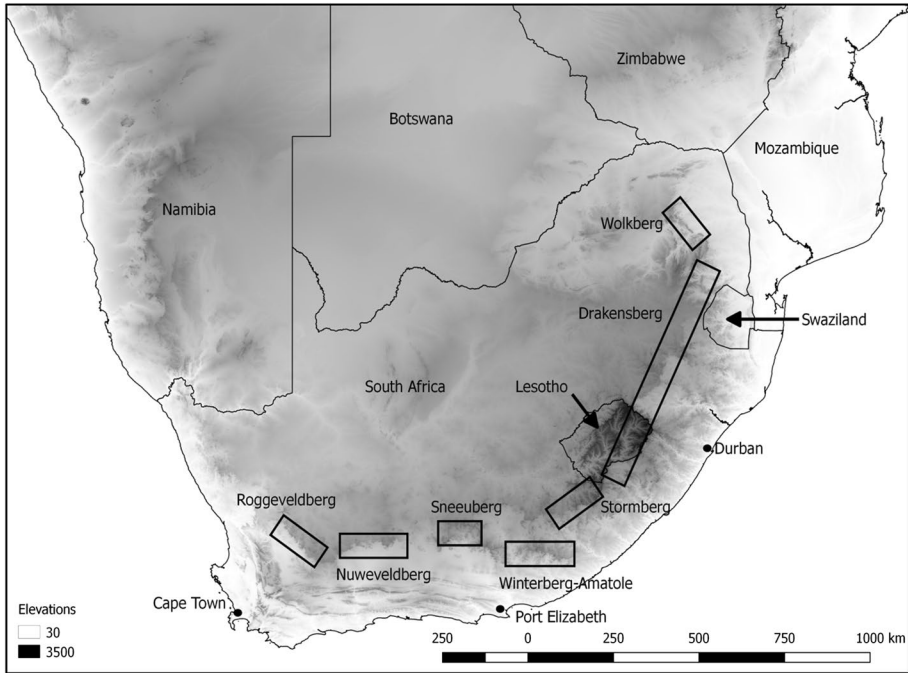 Zimbabwe
Botswana
Mozambique
Namibia
Wolkberg
Drakensberg
Swaziland
South Africa
Lesotho
Durban
Roggeveldberg
Sneeuberg
Stormberg
Nuweveldberg
Winterberg-Amatole
Cape Town
Port Elizabeth
Elevations
30
3500
250 0 250 500 750 1000 km